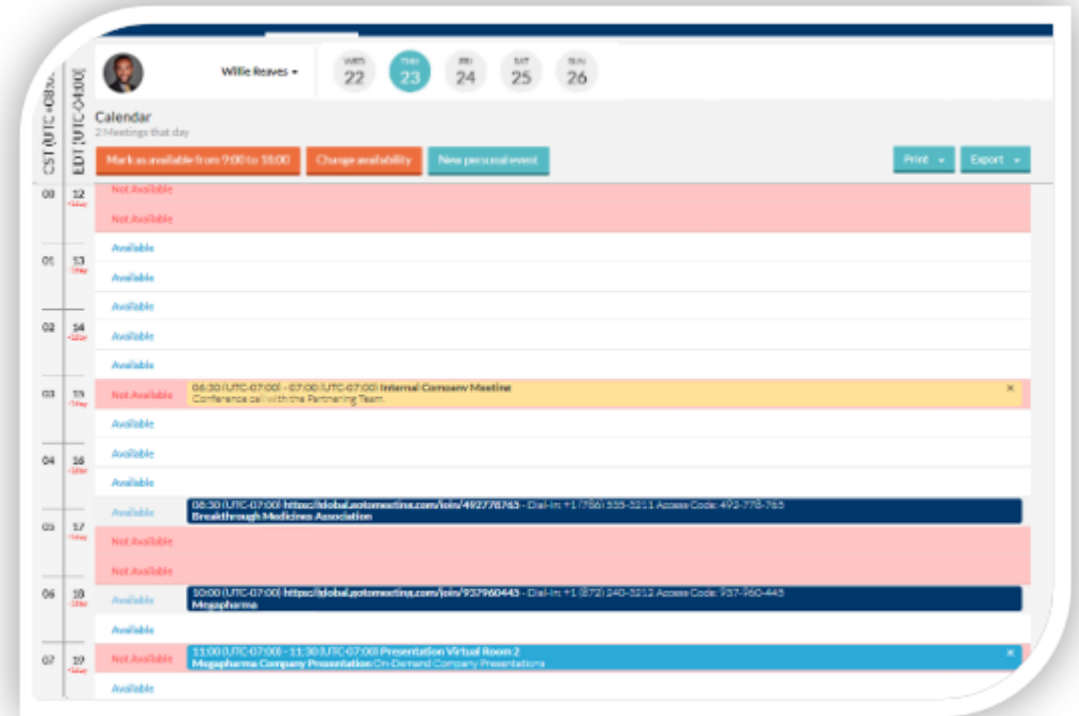 Willie Reaves
WED THU FRI SAT SUN
22 23 24 25 26
CST (UTC+08:00)
EDT (UTC-04:00)
Calendar
2 Meetings that day
Mark as available from 9:00 to 18:00 Change availability New personal event Print Export
00 12 Not Available
-1day
Not Available
Available
01 13
-1day
Available
Available
02 14 Available
-1day
Available
06:30 (UTC-07:00) - 07:00 (UTC-07:00) Internal Company Meeting ×
03 15 Not Available
-1day Conference call with the Partnering Team.
Available
Available
04 16
-1day
Available
08:30 (UTC-07:00) https://global.gotomeeting.com/join/492778765 - Dial-in: +1 (786) 535-3211 Access Code: 492-778-765
Available Breakthrough Medicines Association
05 17
-1day
Not Available
Not Available
10:00 (UTC-07:00) https://global.gotomeeting.com/join/937960445 - Dial-in: +1 (872) 240-3212 Access Code: 937-960-445
06 18 Available Megapharma
-1day
Available
11:00 (UTC-07:00) - 11:30 (UTC-07:00) Presentation Virtual Room 2 ×
07 19 Not Available Megapharma Company Presentation On-Demand Company Presentations
-1day
Available